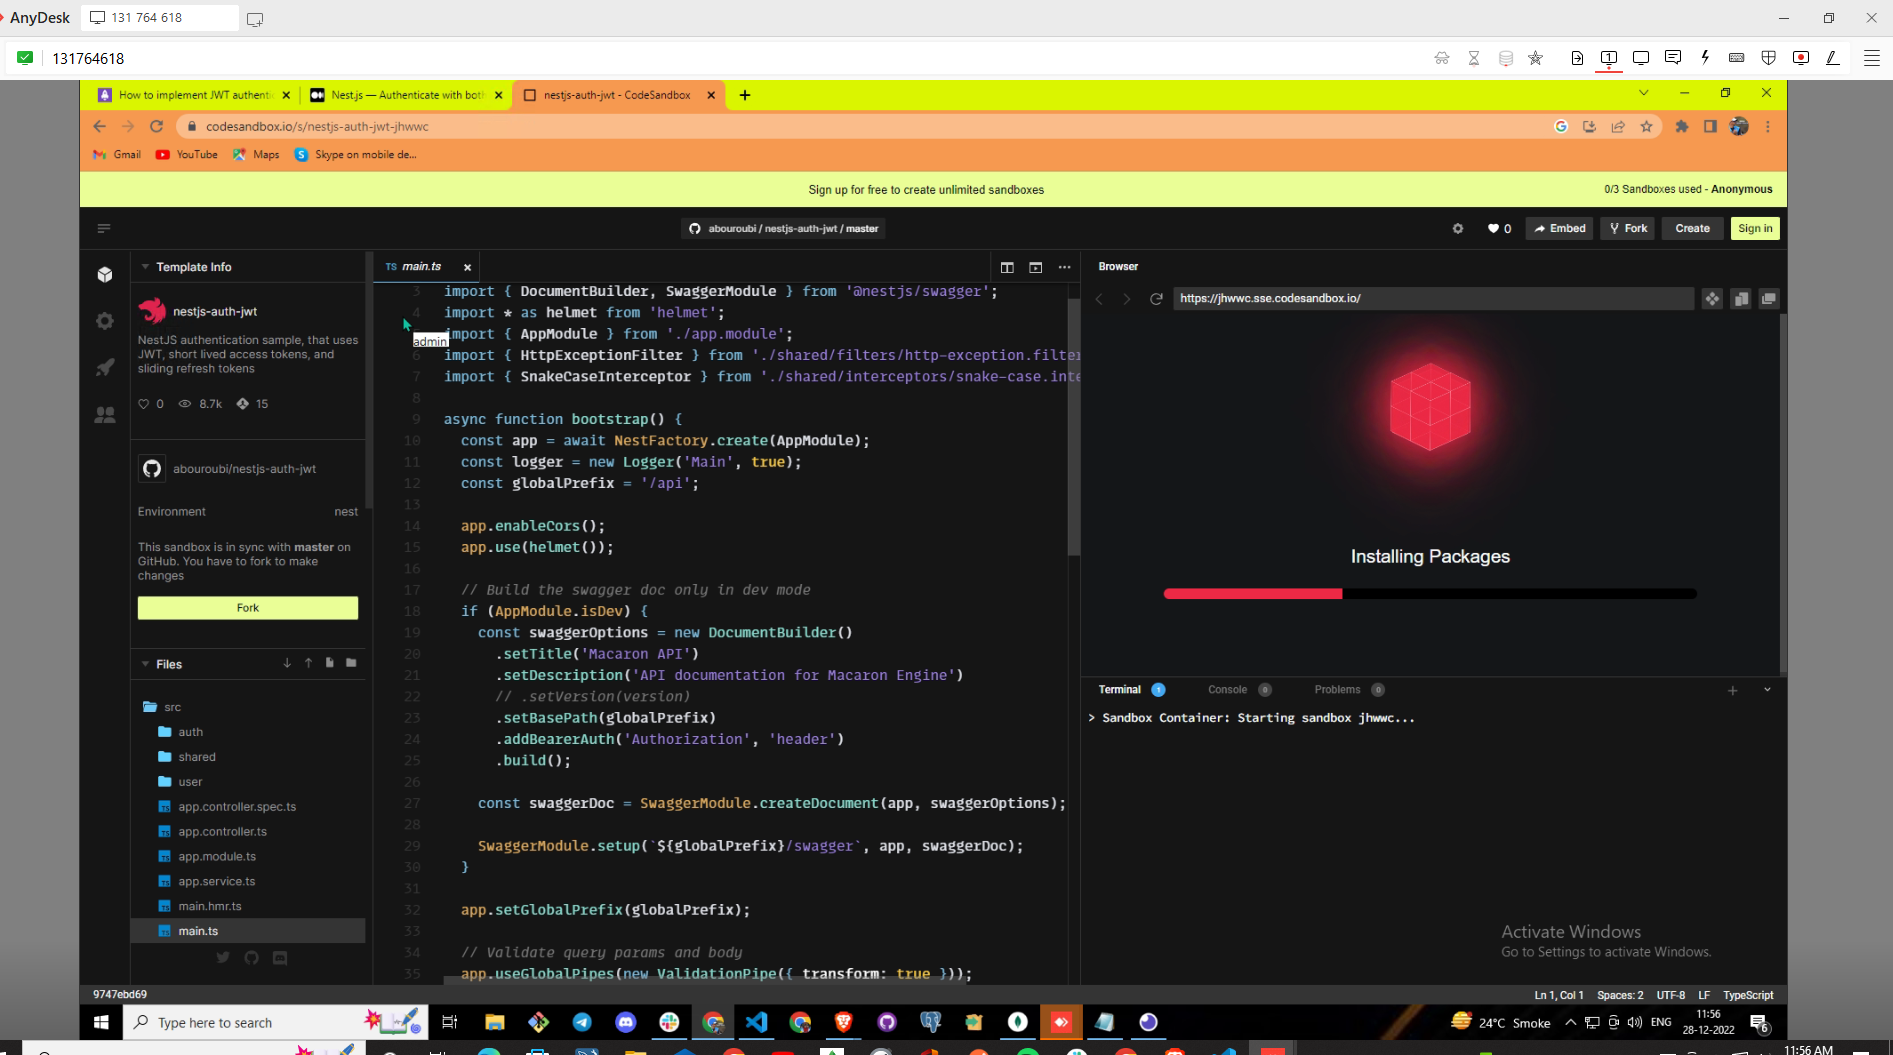 AnyDesk
131 764 618
131764618
How to implement JWT authenti
Nest.js — Authenticate with both
nestjs-auth-jwt - CodeSandbox
codesandbox.io/s/nestjs-auth-jwt-jhwwc
Gmail
YouTube
Maps
Skype on mobile de...
Sign up for free to create unlimited sandboxes
0/3 Sandboxes used - Anonymous
abouroubi / nestjs-auth-jwt / master
0
Embed
Fork
Create
Sign in
Template Info
nestjs-auth-jwt
NestJS authentication sample, that uses
JWT, short lived access tokens, and
sliding refresh tokens
0 8.7k 15
abouroubi/nestjs-auth-jwt
Environment nest
This sandbox is in sync with master on
GitHub. You have to fork to make
changes
Fork
Files
src
auth
shared
user
app.controller.spec.ts
app.controller.ts
app.module.ts
app.service.ts
main.hmr.ts
main.ts
TS main.ts
admin
3 import { DocumentBuilder, SwaggerModule } from '@nestjs/swagger';
4 import * as helmet from 'helmet';
import { AppModule } from './app.module';
6 import { HttpExceptionFilter } from './shared/filters/http-exception.filte
7 import { SnakeCaseInterceptor } from './shared/interceptors/snake-case.inte
8
9 async function bootstrap() {
10 const app = await NestFactory.create(AppModule);
11 const logger = new Logger('Main', true);
12 const globalPrefix = '/api';
13
14 app.enableCors();
15 app.use(helmet());
16
17 // Build the swagger doc only in dev mode
18 if (AppModule.isDev) {
19 const swaggerOptions = new DocumentBuilder()
20 .setTitle('Macaron API')
21 .setDescription('API documentation for Macaron Engine')
22 // .setVersion(version)
23 .setBasePath(globalPrefix)
24 .addBearerAuth('Authorization', 'header')
25 .build();
26
27 const swaggerDoc = SwaggerModule.createDocument(app, swaggerOptions);
28
29 SwaggerModule.setup(`${globalPrefix}/swagger`, app, swaggerDoc);
30 }
31
32 app.setGlobalPrefix(globalPrefix);
33
34 // Validate query params and body
35 app.useGlobalPipes(new ValidationPipe({ transform: true }));
Browser
https://jhwwc.sse.codesandbox.io/
Installing Packages
Terminal 1 Console 0 Problems 0
> Sandbox Container: Starting sandbox jhwwc...
Activate Windows
Go to Settings to activate Windows.
9747ebd69
Ln 1, Col 1 Spaces: 2 UTF-8 LF TypeScript
Type here to search
24°C Smoke
ENG
11:56
28-12-2022
6
11:56 AM